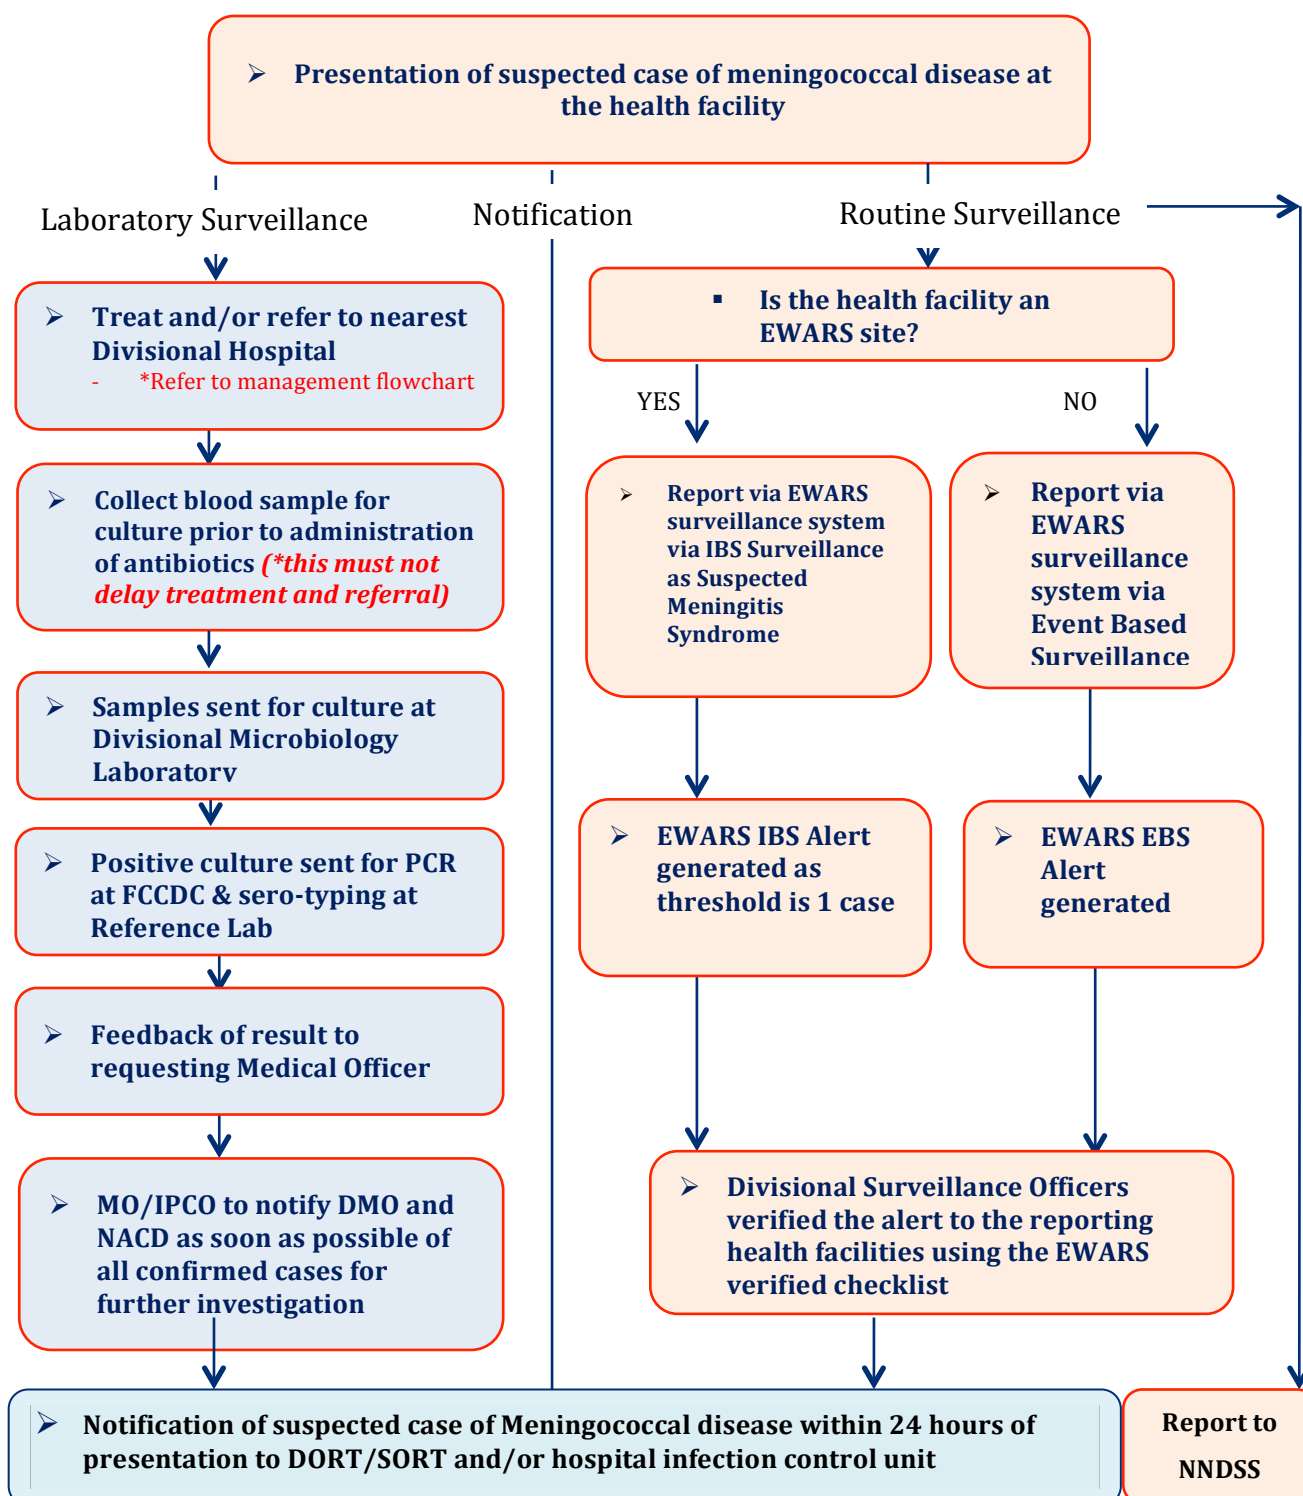 ➢ Presentation of suspected case of meningococcal disease at
the health facility
Laboratory Surveillance
Notification
Routine Surveillance
➢ Treat and/or refer to nearest
Divisional Hospital
- *Refer to management flowchart
➢ Collect blood sample for
culture prior to administration
of antibiotics (*this must not
delay treatment and referral)
➢ Samples sent for culture at
Divisional Microbiology
Laboratory
➢ Positive culture sent for PCR
at FCCDC & sero-typing at
Reference Lab
➢ Feedback of result to
requesting Medical Officer
➢ MO/IPCO to notify DMO and
NACD as soon as possible of
all confirmed cases for
further investigation
▪ Is the health facility an
EWARS site?
YES
NO
➢ Report via EWARS
surveillance system
via IBS Surveillance
as Suspected
Meningitis
Syndrome
➢ Report via
EWARS
surveillance
system via
Event Based
Surveillance
➢ EWARS IBS Alert
generated as
threshold is 1 case
➢ EWARS EBS
Alert
generated
➢ Divisional Surveillance Officers
verified the alert to the reporting
health facilities using the EWARS
verified checklist
➢ Notification of suspected case of Meningococcal disease within 24 hours of
presentation to DORT/SORT and/or hospital infection control unit
Report to
NNDSS